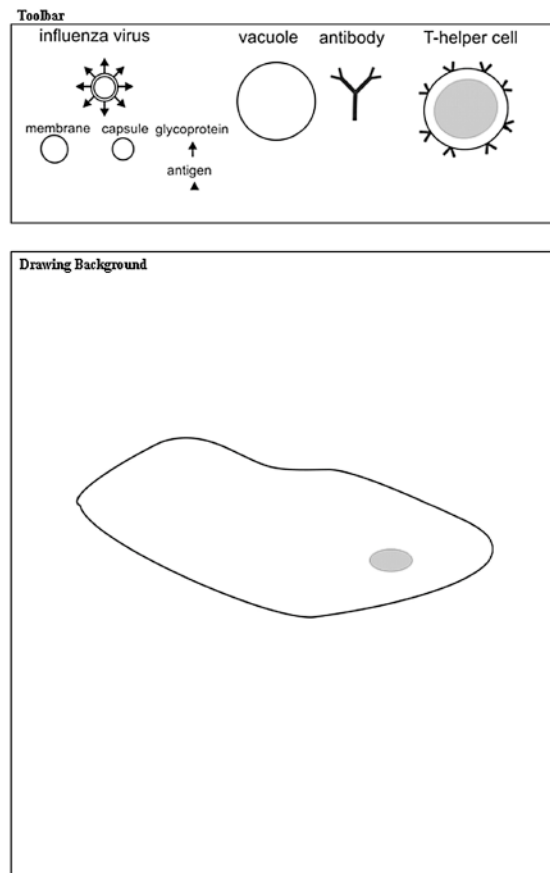 Toolbar
influenza virus
vacuole
antibody
T-helper cell
membrane
capsule
glycoprotein
antigen
Drawing Background